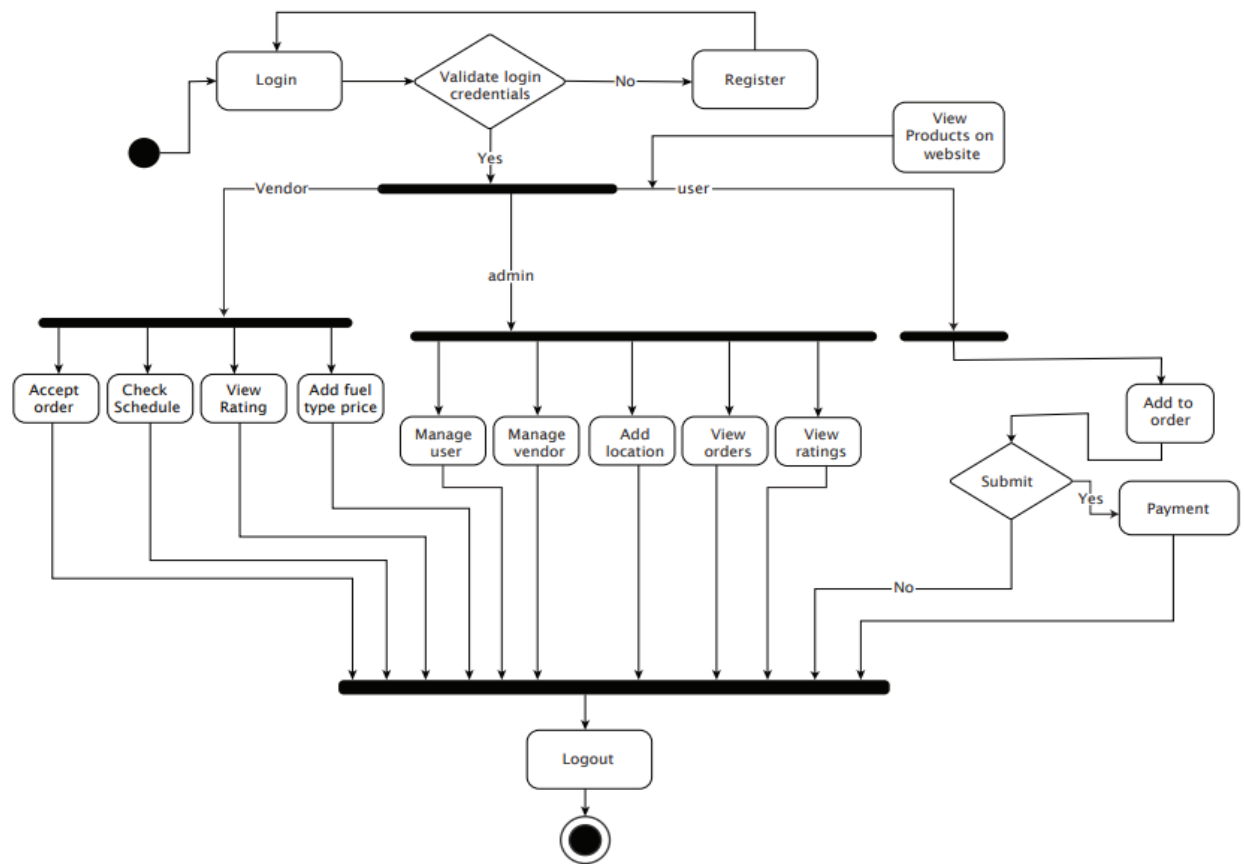 Login
Validate login
credentials
No
Register
View
Products on
website
Yes
Vendor
user
admin
Accept
order
Check
Schedule
View
Rating
Add fuel
type price
Manage
user
Manage
vendor
Add
location
View
orders
View
ratings
Add to
order
Submit
Yes
Payment
No
Logout